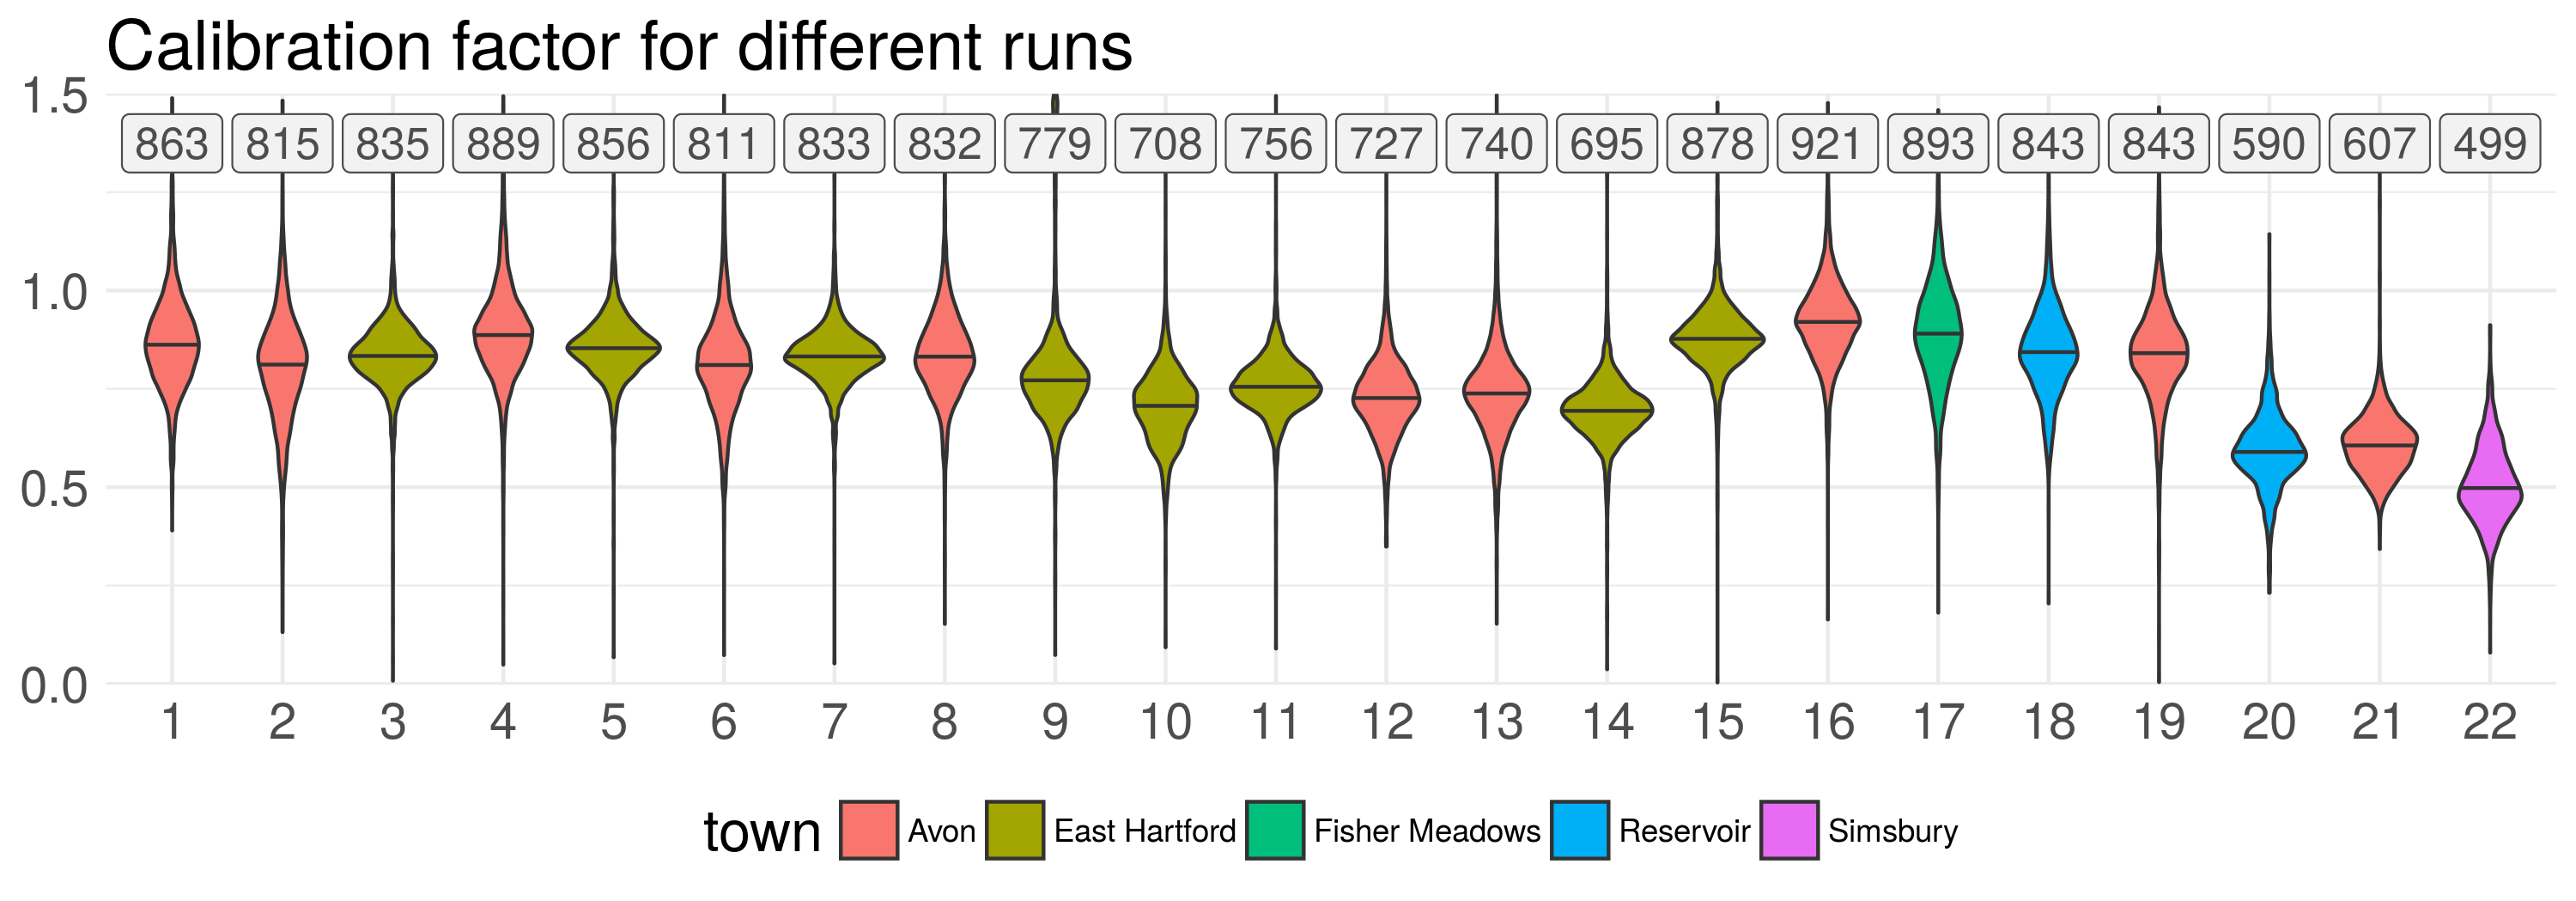 Calibration factor for different runs
1.5
863 815 835 889 856 811 833 832 779 708 756 727 740 695 878 921 893 843 843 590 607 499
1.0
0.5
0.0
1 2 3 4 5 6 7 8 9 10 11 12 13 14 15 16 17 18 19 20 21 22
town Avon East Hartford Fisher Meadows Reservoir Simsbury